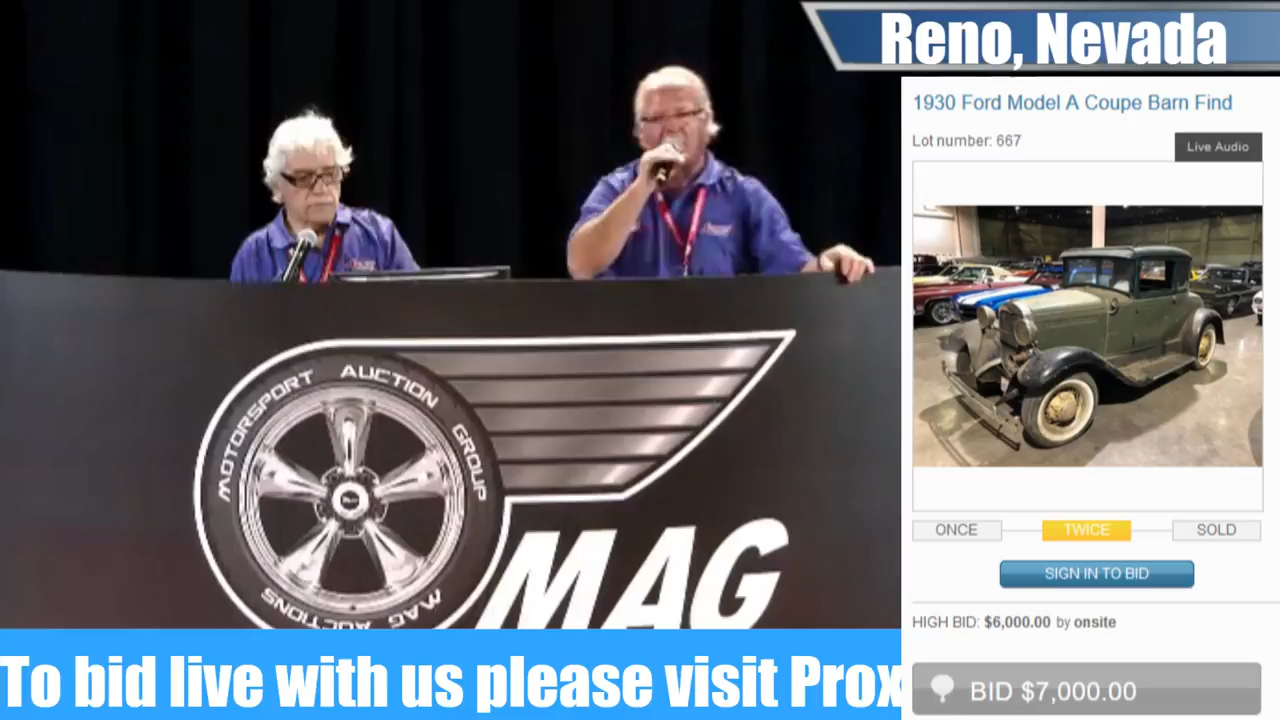 Reno, Nevada
1930 Ford Model A Coupe Barn Find
Lot number: 667
Live Audio
MOTORSPORT AUCTION GROUP
MAG AUCTIONS
MAG
ONCE
TWICE
SOLD
SIGN IN TO BID
HIGH BID: $6,000.00 by onsite
BID $7,000.00
To bid live with us please visit Prox